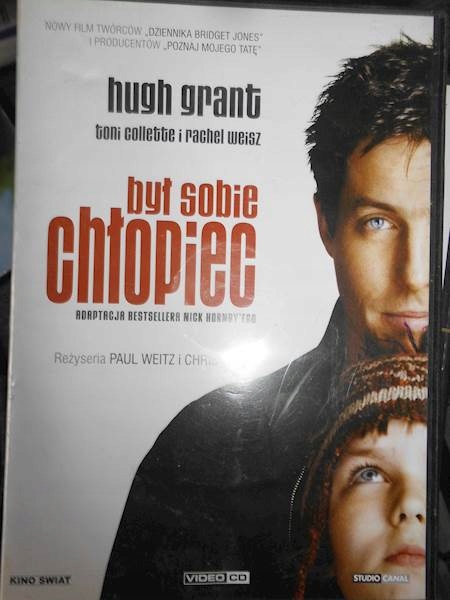 NOWY FILM TWÓRCÓW „DZIENNIKA BRIDGET JONES”
I PRODUCENTÓW „POZNAJ MOJEGO TATĘ”
hugh grant
toni collette i rachel weisz
był sobie
chłopiec
ADAPTACJA BESTSELLERA NICK HORNBY'EGO
Reżyseria PAUL WEITZ I CHRIS
KINO ŚWIAT
VIDEO CD
STUDIO CANAL